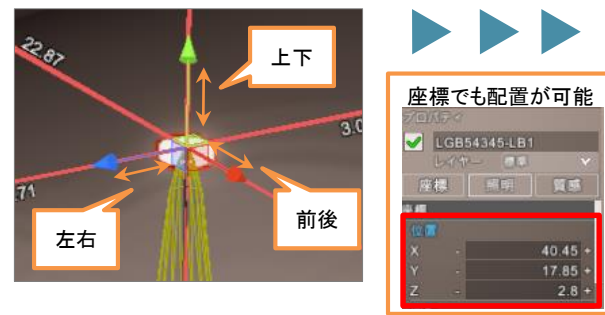 22.87
上下
3.0
.71
左右
前後
座標でも配置が可能
プロパティ
LGB54345-LB1
レイヤー 標準
座標 照明 質感
座標
位置
X - 40.45 +
Y - 17.85 +
Z - 2.8 +